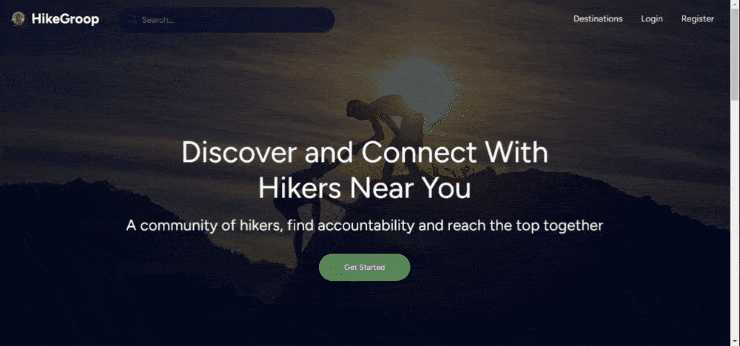 HikeGroop
Search...
Destinations
Login
Register
Discover and Connect With
Hikers Near You
A community of hikers, find accountability and reach the top together
Get Started